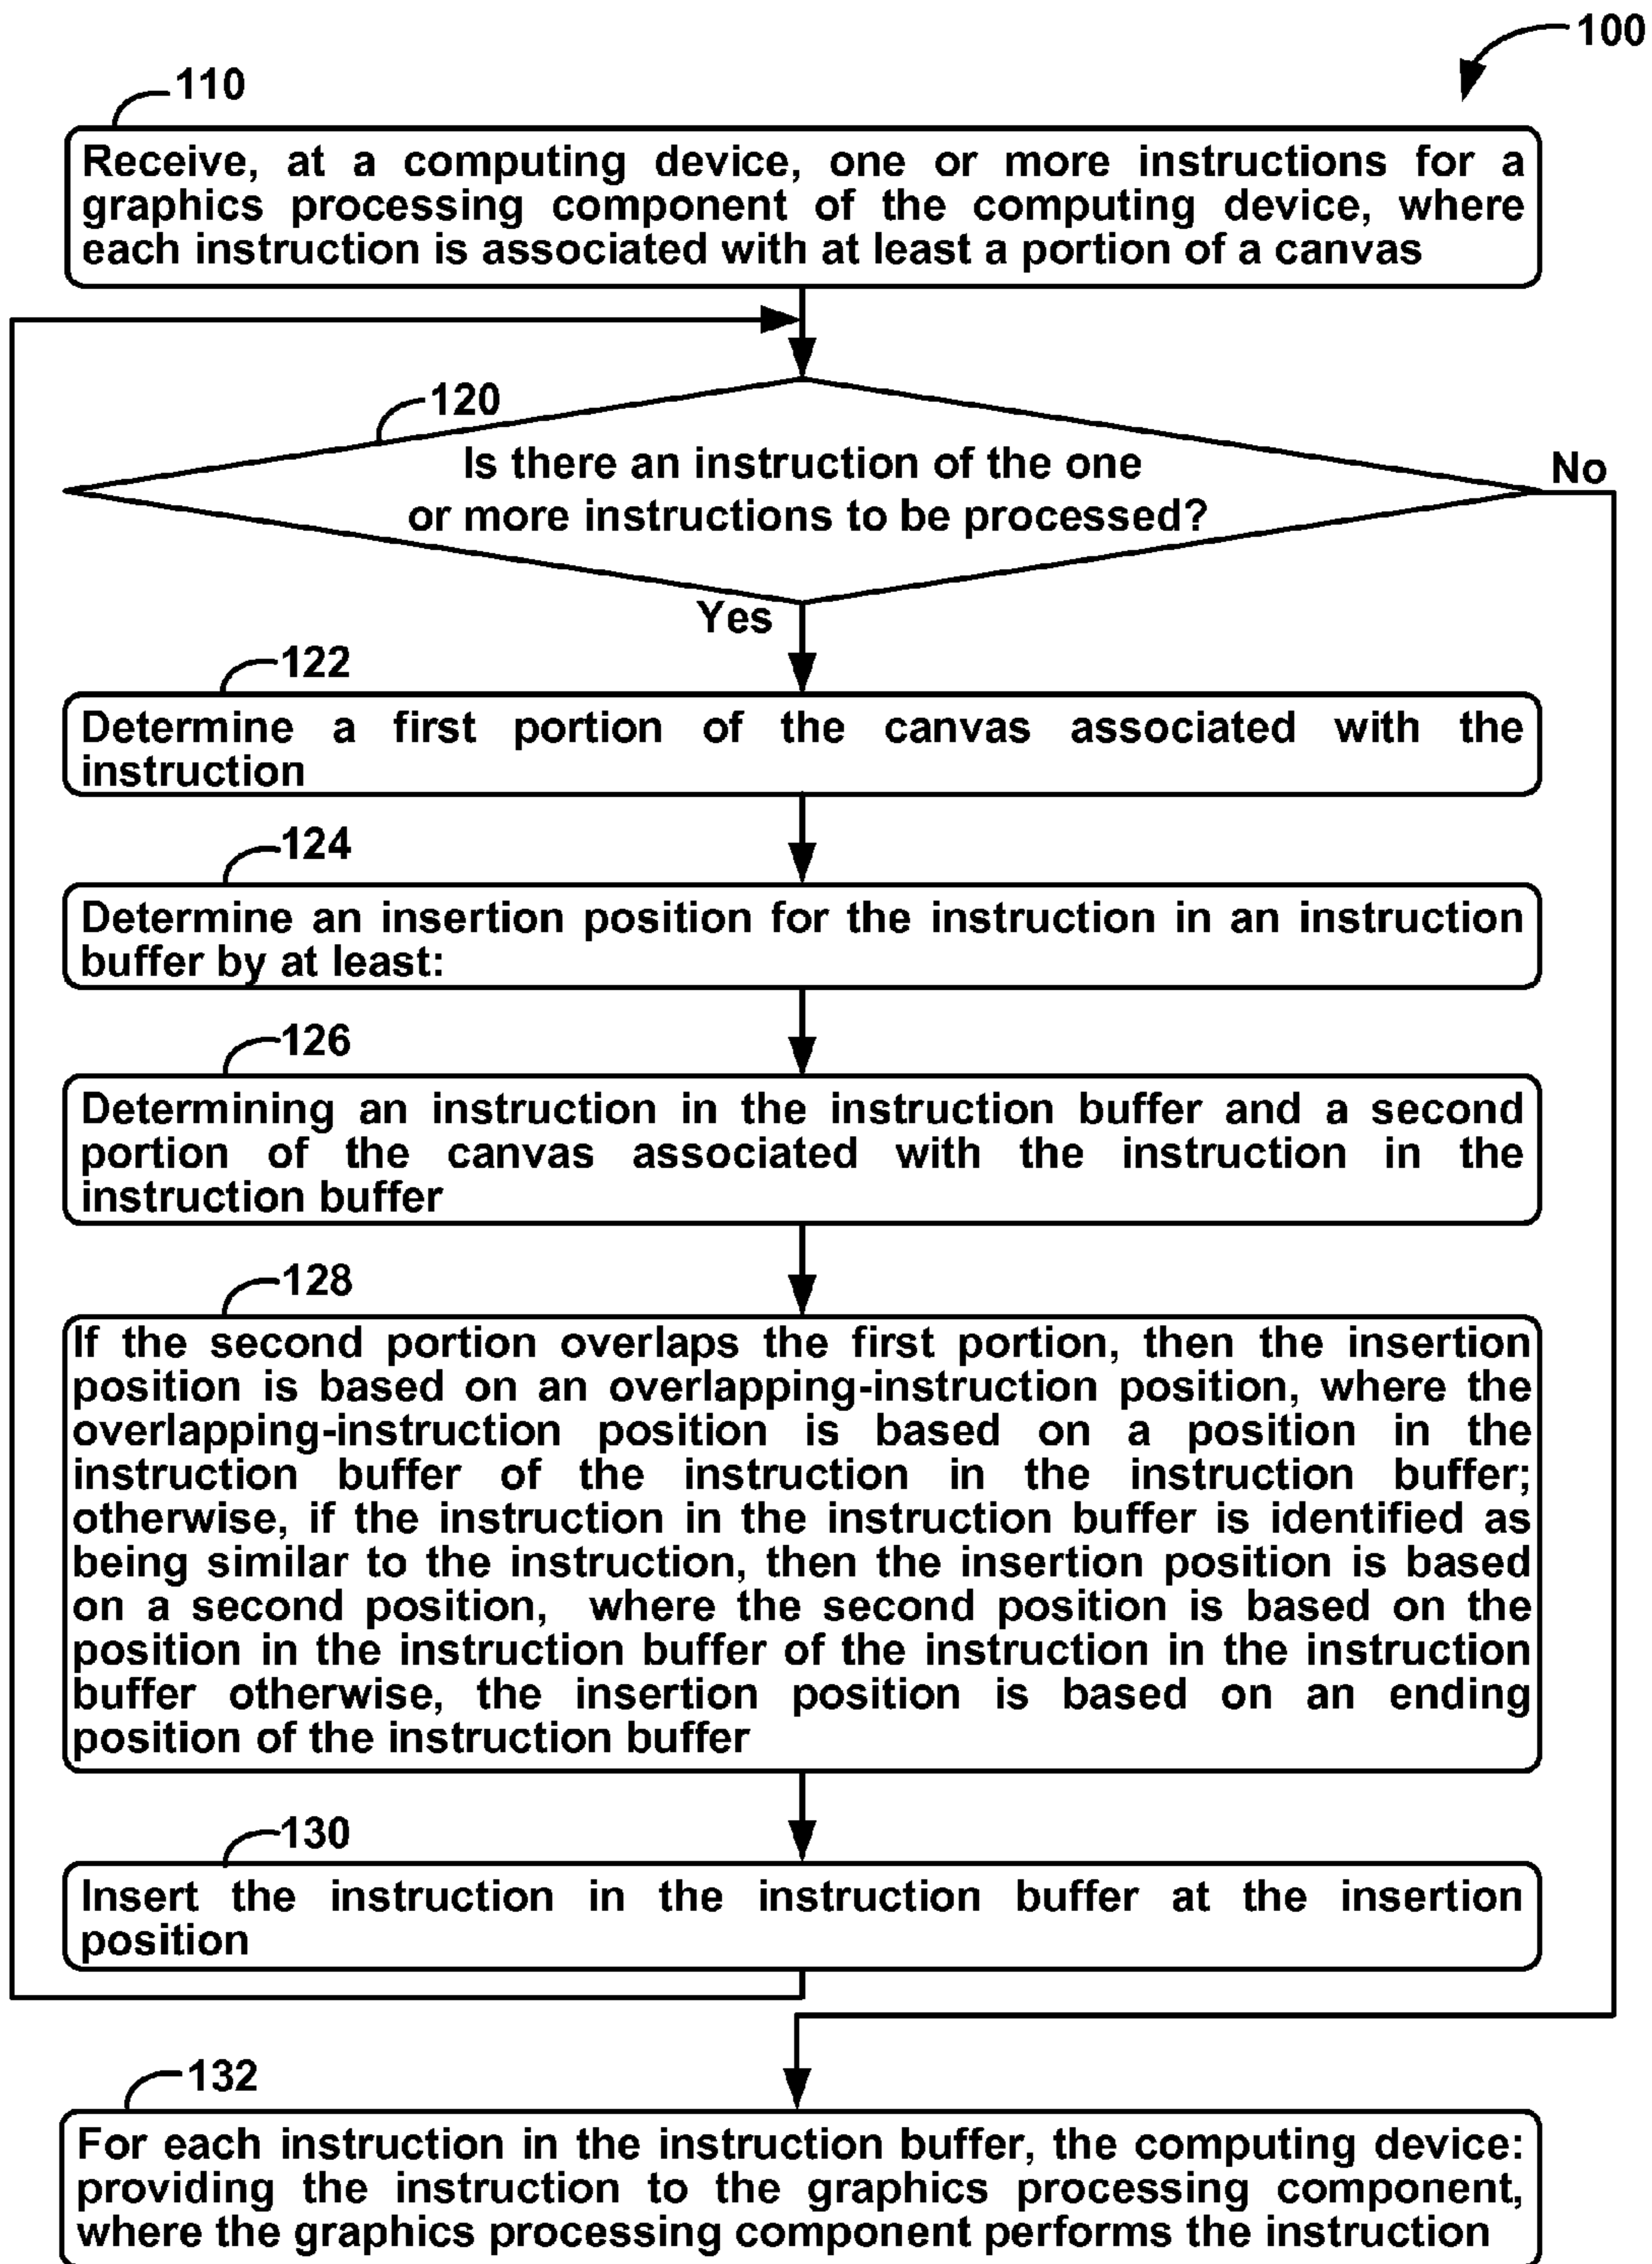 100
110
Receive, at a computing device, one or more instructions for a
graphics processing component of the computing device, where
each instruction is associated with at least a portion of a canvas
120
Is there an instruction of the one
or more instructions to be processed?
No
Yes
122
Determine a first portion of the canvas associated with the
instruction
124
Determine an insertion position for the instruction in an instruction
buffer by at least:
126
Determining an instruction in the instruction buffer and a second
portion of the canvas associated with the instruction in the
instruction buffer
128
If the second portion overlaps the first portion, then the insertion
position is based on an overlapping-instruction position, where the
overlapping-instruction position is based on a position in the
instruction buffer of the instruction in the instruction buffer;
otherwise, if the instruction in the instruction buffer is identified as
being similar to the instruction, then the insertion position is based
on a second position, where the second position is based on the
position in the instruction buffer of the instruction in the instruction
buffer otherwise, the insertion position is based on an ending
position of the instruction buffer
130
Insert the instruction in the instruction buffer at the insertion
position
132
For each instruction in the instruction buffer, the computing device:
providing the instruction to the graphics processing component,
where the graphics processing component performs the instruction